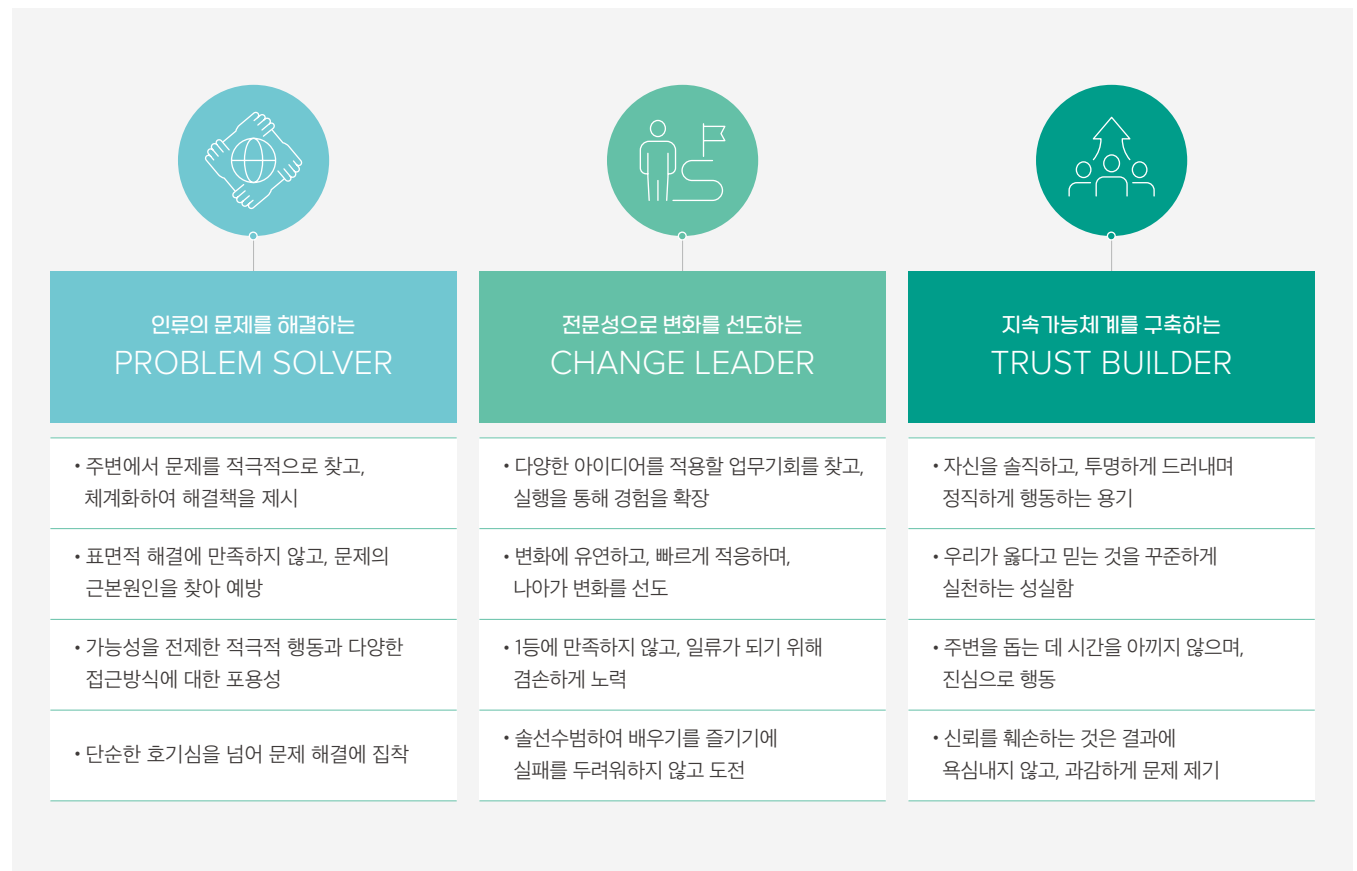 인류의 문제를 해결하는
PROBLEM SOLVER
• 주변에서 문제를 적극적으로 찾고,
체계화하여 해결책을 제시
• 표면적 해결에 만족하지 않고, 문제의
근본원인을 찾아 예방
• 가능성을 전제한 적극적 행동과 다양한
접근방식에 대한 포용성
• 단순한 호기심을 넘어 문제 해결에 집착
전문성으로 변화를 선도하는
CHANGE LEADER
• 다양한 아이디어를 적용할 업무기회를 찾고,
실행을 통해 경험을 확장
• 변화에 유연하고, 빠르게 적응하며,
나아가 변화를 선도
• 1등에 만족하지 않고, 일류가 되기 위해
겸손하게 노력
• 솔선수범하여 배우기를 즐기기에
실패를 두려워하지 않고 도전
지속가능체계를 구축하는
TRUST BUILDER
• 자신을 솔직하고, 투명하게 드러내며
정직하게 행동하는 용기
• 우리가 옳다고 믿는 것을 꾸준하게
실천하는 성실함
• 주변을 돕는 데 시간을 아끼지 않으며,
진심으로 행동
• 신뢰를 훼손하는 것은 결과에
욕심내지 않고, 과감하게 문제 제기